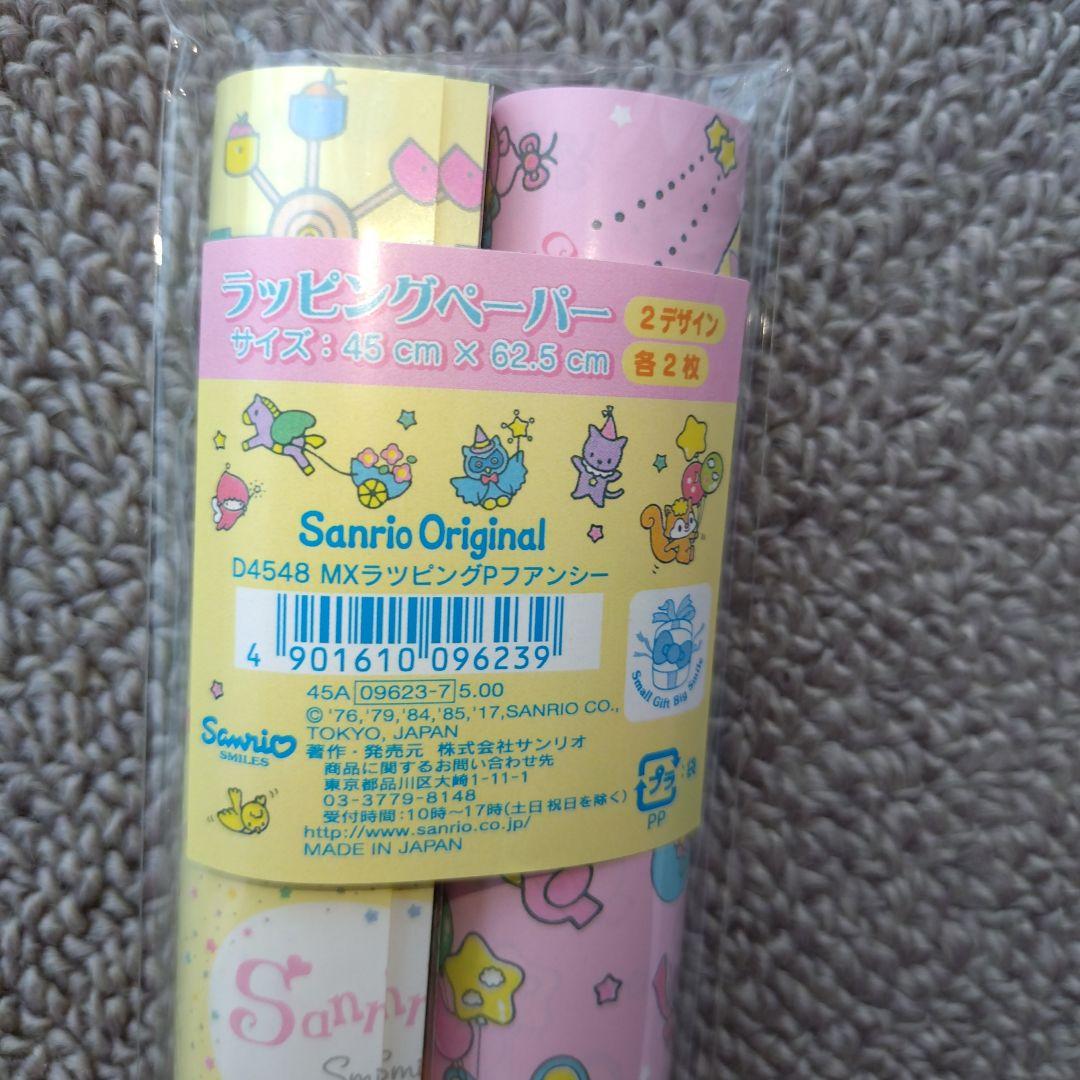 ラッピングペーパー
サイズ：45 cm × 62.5 cm
2デザイン
各2枚
Sanrio Original
D4548 MXラツピングPフアンシー
4 901610 096239
45A 09623-7 5.00
© '76,'79,'84,'85,'17,SANRIO CO.,
TOKYO, JAPAN
著作・発売元 株式会社サンリオ
商品に関するお問い合わせ先
東京都品川区大崎1-11-1
03-3779-8148
受付時間：10時～17時(土日祝日を除く)
http://www.sanrio.co.jp/
MADE IN JAPAN
Small Gift Big Smile
Sanrio
SMILES
プラ：袋
PP